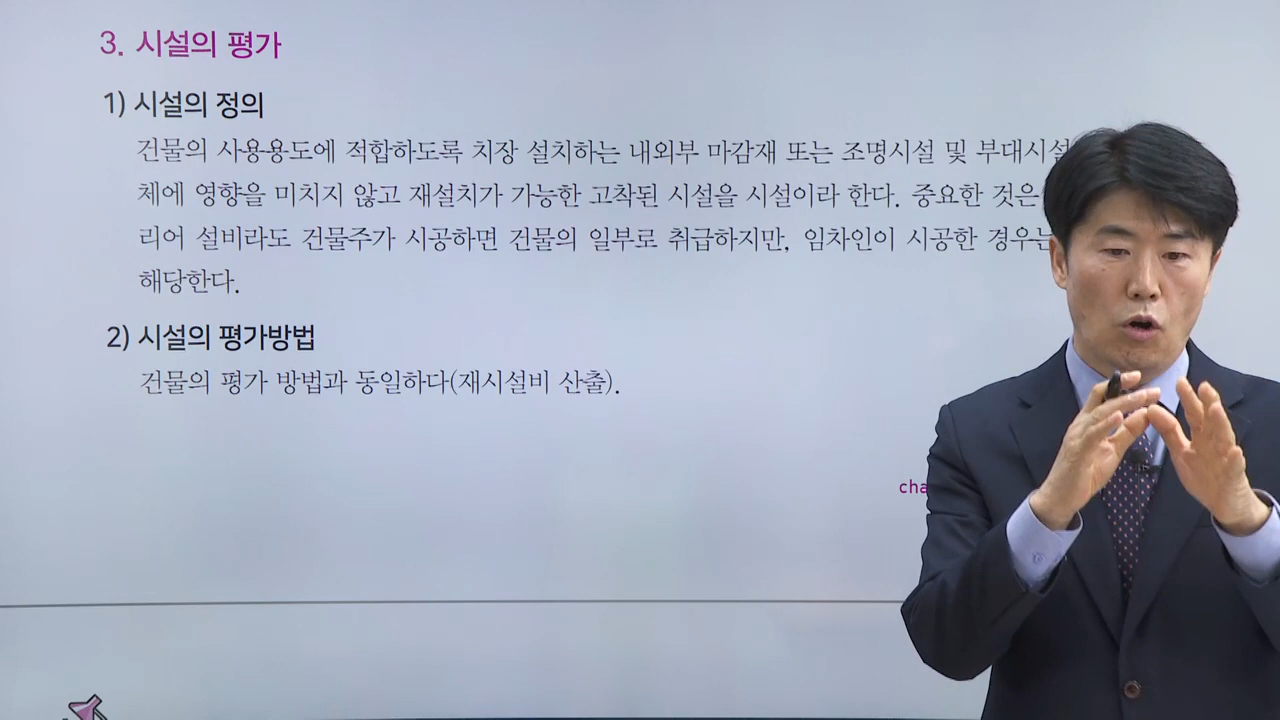 3. 시설의 평가
1) 시설의 정의
건물의 사용용도에 적합하도록 치장 설치하는 내외부 마감재 또는 조명시설 및 부대시설
체에 영향을 미치지 않고 재설치가 가능한 고착된 시설을 시설이라 한다. 중요한 것은
리어 설비라도 건물주가 시공하면 건물의 일부로 취급하지만, 임차인이 시공한 경우는
해당한다.
2) 시설의 평가방법
건물의 평가 방법과 동일하다(재시설비 산출).